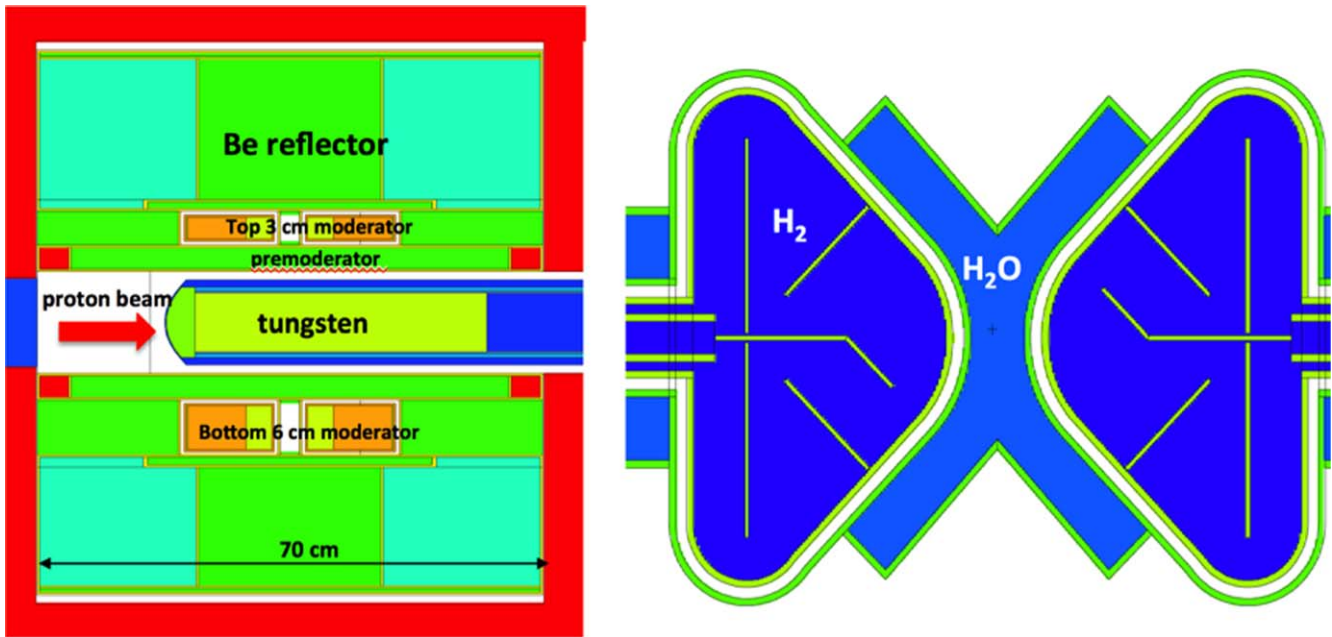 Be reflector
Top 3 cm moderator
premoderator
proton beam
tungsten
Bottom 6 cm moderator
70 cm
H₂
H₂O